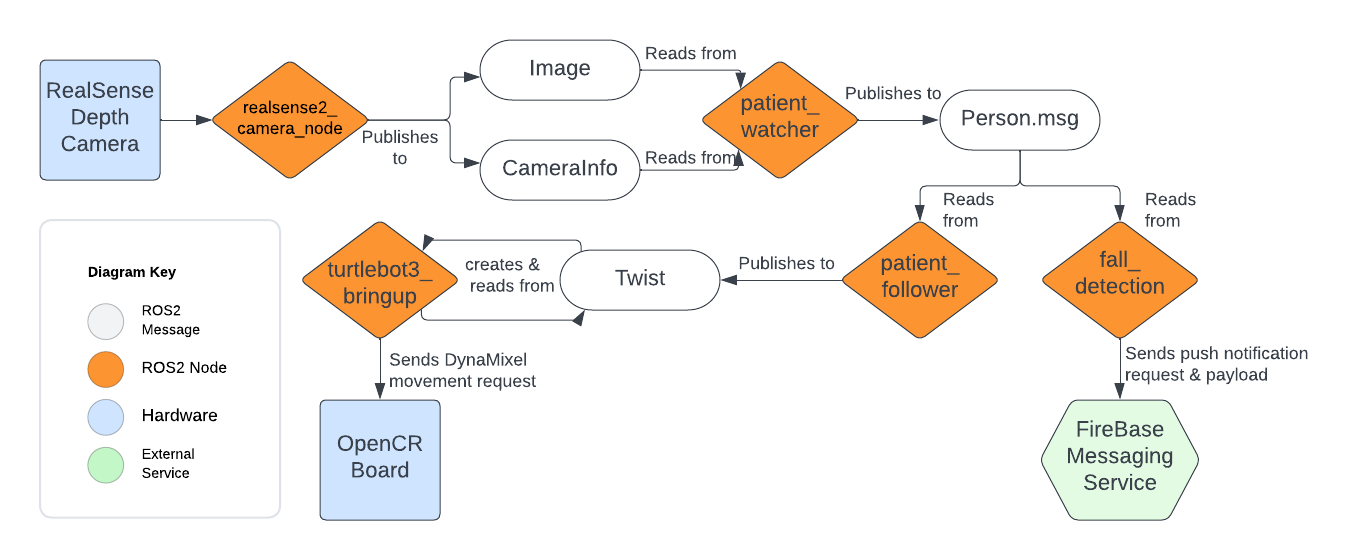 RealSense
Depth
Camera
realsense2_
camera_node
Publishes
to
Image
CameraInfo
Reads from
Reads from
patient_
watcher
Publishes to
Person.msg
Reads
from
Reads
from
patient_
follower
fall_
detection
Publishes to
Twist
creates &
reads from
turtlebot3_
bringup
Sends DynaMixel
movement request
OpenCR
Board
Sends push notification
request & payload
FireBase
Messaging
Service
Diagram Key
ROS2
Message
ROS2 Node
Hardware
External
Service